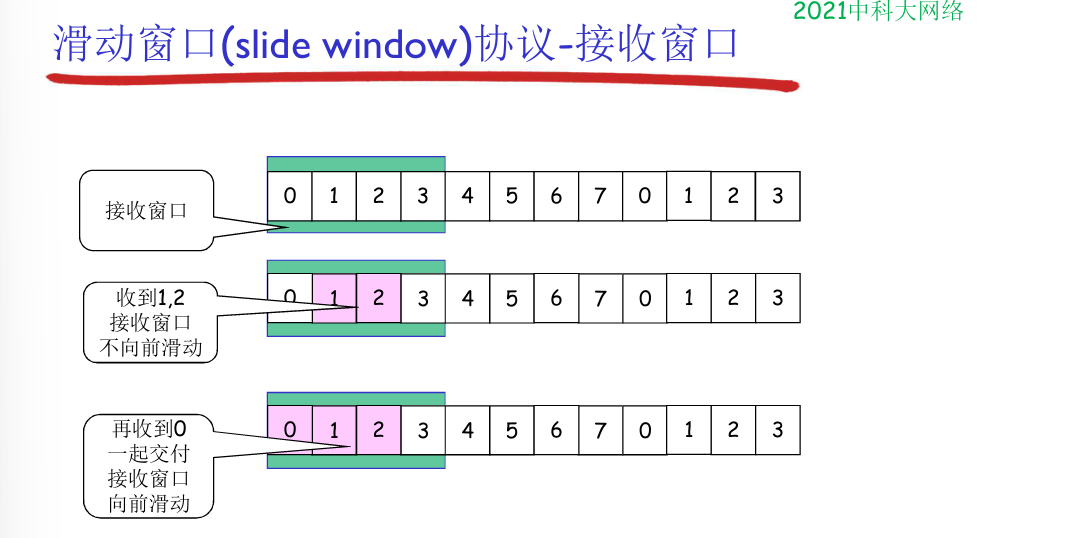 2021中科大网络
滑动窗口(slide window)协议-接收窗口
接收窗口
0 1 2 3 4 5 6 7 0 1 2 3
收到1,2
接收窗口
不向前滑动
0 1 2 3 4 5 6 7 0 1 2 3
再收到0
一起交付
接收窗口
向前滑动
0 1 2 3 4 5 6 7 0 1 2 3